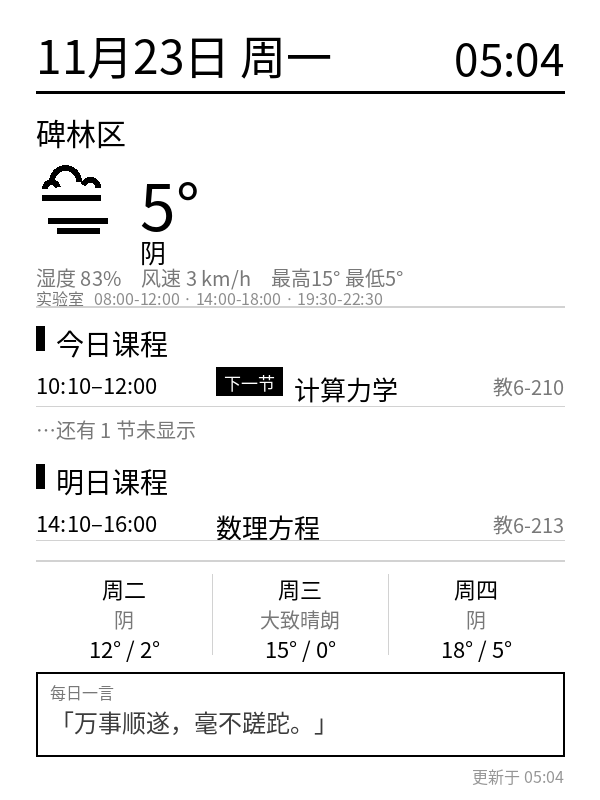 11月23日 周一 05:04
碑林区
5°
阴
湿度 83% 风速 3 km/h 最高15° 最低5°
实验室 08:00-12:00 · 14:00-18:00 · 19:30-22:30
今日课程
10:10–12:00 下一节 计算力学 教6-210
…还有 1 节未显示
明日课程
14:10–16:00 数理方程 教6-213
周二 周三 周四
阴 大致晴朗 阴
12° / 2° 15° / 0° 18° / 5°
每日一言
「万事顺遂，毫不蹉跎。」
更新于 05:04